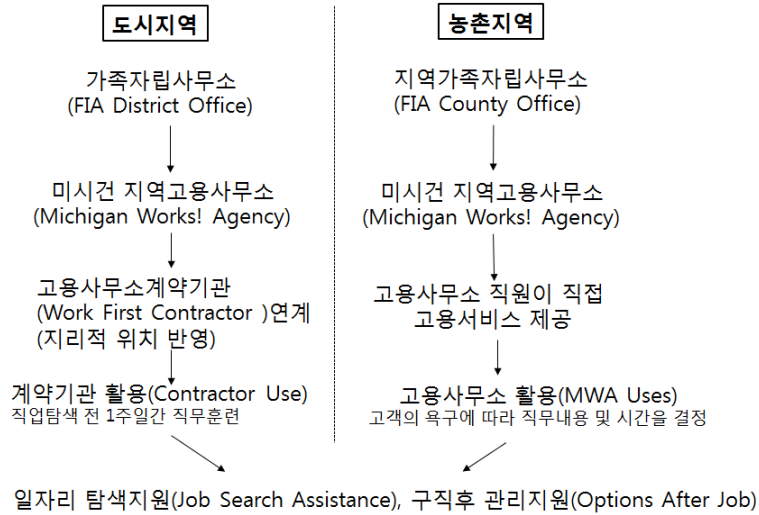 도시지역
가족자립사무소
(FIA District Office)
미시건 지역고용사무소
(Michigan Works! Agency)
고용사무소계약기관
(Work First Contractor )연계
(지리적 위치 반영)
계약기관 활용(Contractor Use)
직업탐색 전 1주일간 직무훈련
농촌지역
지역가족자립사무소
(FIA County Office)
미시건 지역고용사무소
(Michigan Works! Agency)
고용사무소 직원이 직접
고용서비스 제공
고용사무소 활용(MWA Uses)
고객의 욕구에 따라 직무내용 및 시간을 결정
일자리 탐색지원(Job Search Assistance), 구직후 관리지원(Options After Job)